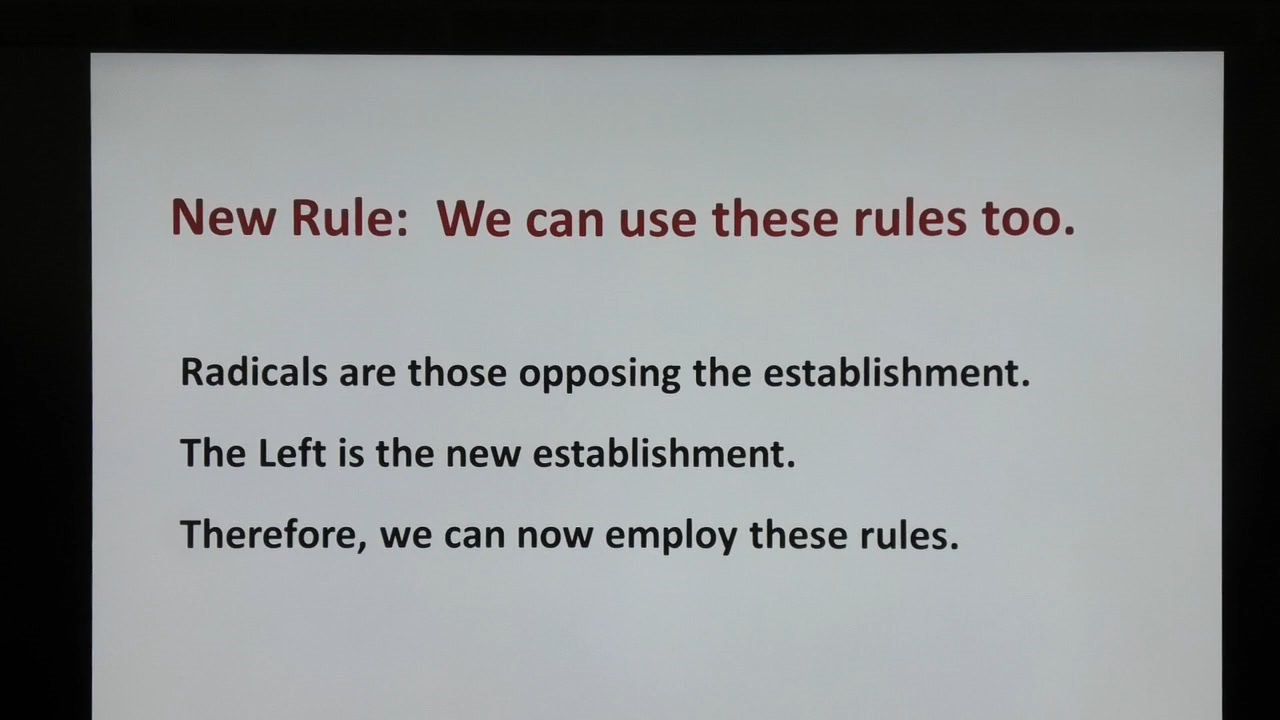 New Rule:  We can use these rules too.
Radicals are those opposing the establishment.
The Left is the new establishment.
Therefore, we can now employ these rules.